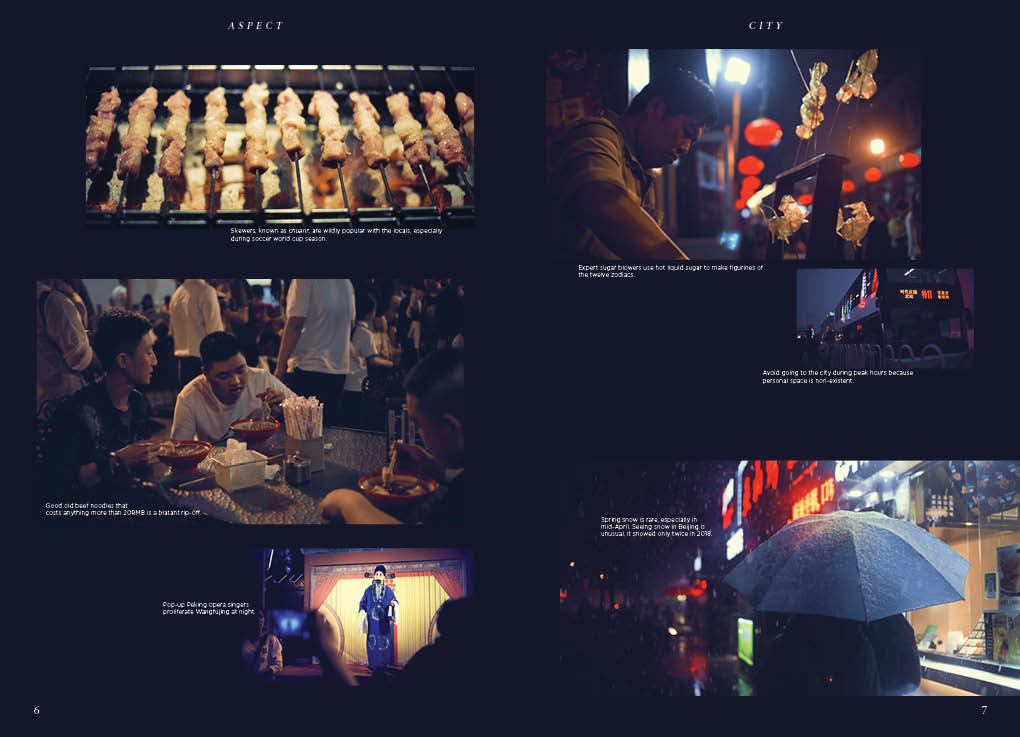 ASPECT
Skewers, known as chuanr, are wildly popular with the locals, especially
during soccer world cup season.
Good old beef noodles that
costs anything more than 20RMB is a blatant rip-off.
Pop-up Peking opera singers
proliferate Wangfujing at night.
6
CITY
Expert sugar blowers use hot liquid sugar to make figurines of
the twelve zodiacs.
Avoid going to the city during peak hours because
personal space is non-existent.
Spring snow is rare, especially in
mid-April. Seeing snow in Beijing is
unusual, it snowed only twice in 2018.
7